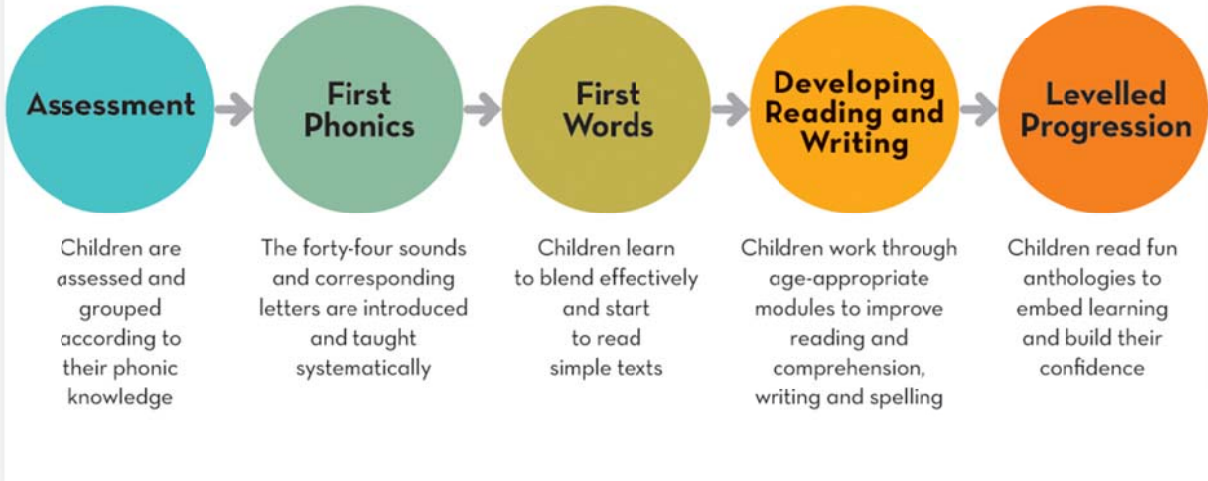 Assessment
First
Phonics
First
Words
Developing
Reading and
Writing
Levelled
Progression
Children are
assessed and
grouped
according to
their phonic
knowledge
The forty-four sounds
and corresponding
letters are introduced
and taught
systematically
Children learn
to blend effectively
and start
to read
simple texts
Children work through
age-appropriate
modules to improve
reading and
comprehension,
writing and spelling
Children read fun
anthologies to
embed learning
and build their
confidence